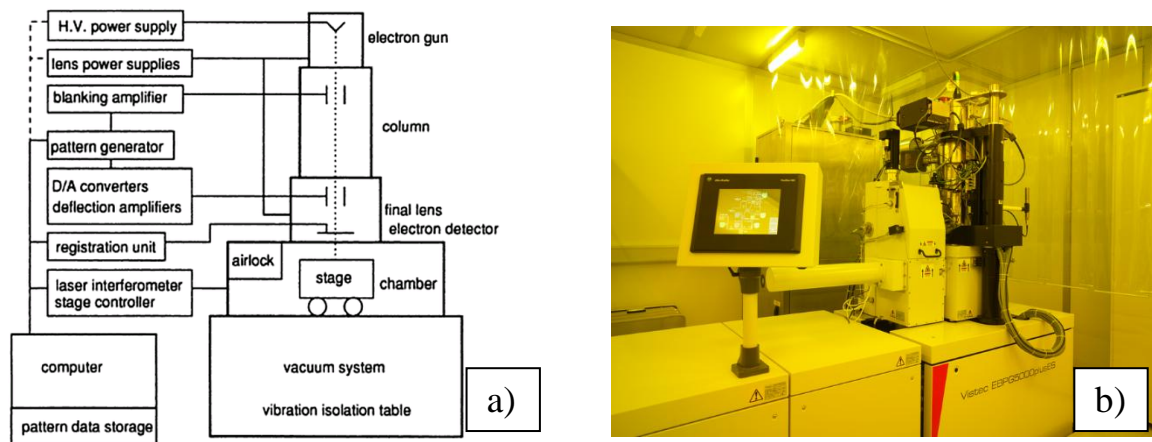 H.V. power supply
electron gun
lens power supplies
blanking amplifier
column
pattern generator
D/A converters
deflection amplifiers
final lens
electron detector
registration unit
airlock
stage
chamber
laser interferometer
stage controller
computer
vacuum system
vibration isolation table
pattern data storage
a)
Vistec EBPG5000plusES
b)